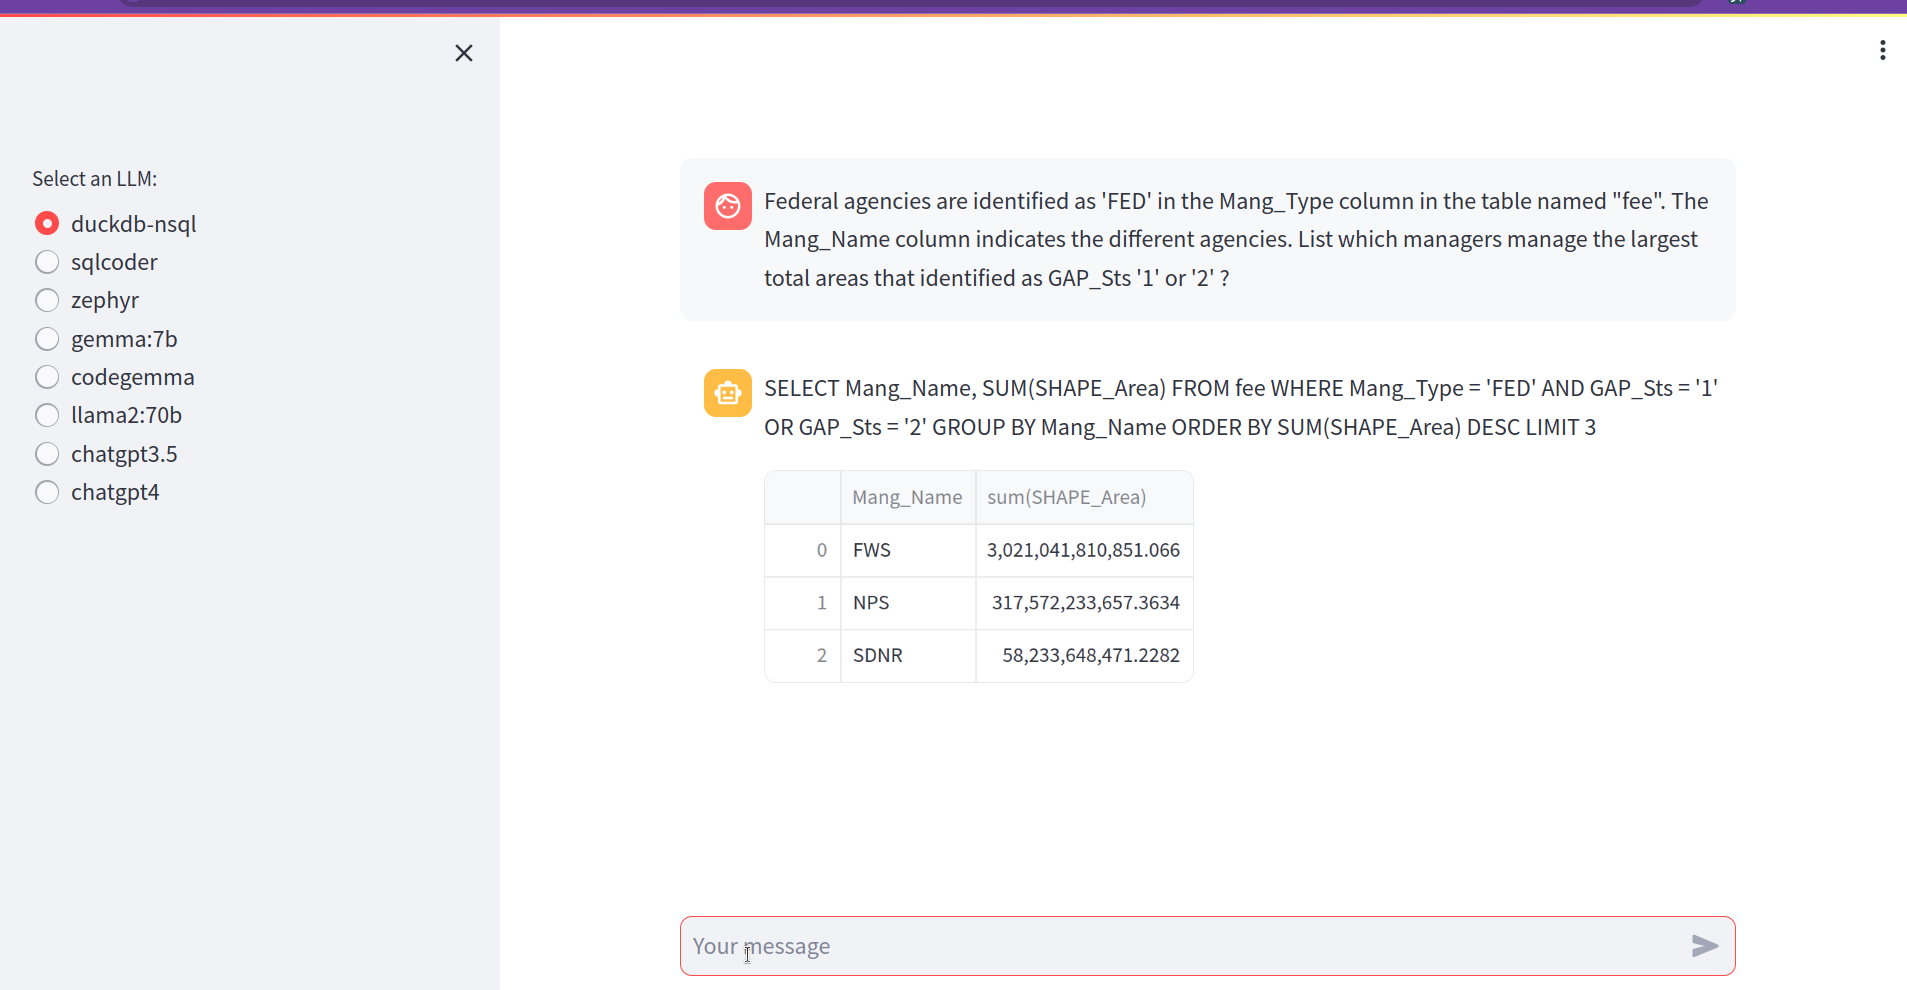 Select an LLM:
duckdb-nsql
sqlcoder
zephyr
gemma:7b
codegemma
llama2:70b
chatgpt3.5
chatgpt4
Federal agencies are identified as 'FED' in the Mang_Type column in the table named "fee". The
Mang_Name column indicates the different agencies. List which managers manage the largest
total areas that identified as GAP_Sts '1' or '2' ?
SELECT Mang_Name, SUM(SHAPE_Area) FROM fee WHERE Mang_Type = 'FED' AND GAP_Sts = '1'
OR GAP_Sts = '2' GROUP BY Mang_Name ORDER BY SUM(SHAPE_Area) DESC LIMIT 3
Mang_Name sum(SHAPE_Area)
0 FWS 3,021,041,810,851.066
1 NPS 317,572,233,657.3634
2 SDNR 58,233,648,471.2282
Your message